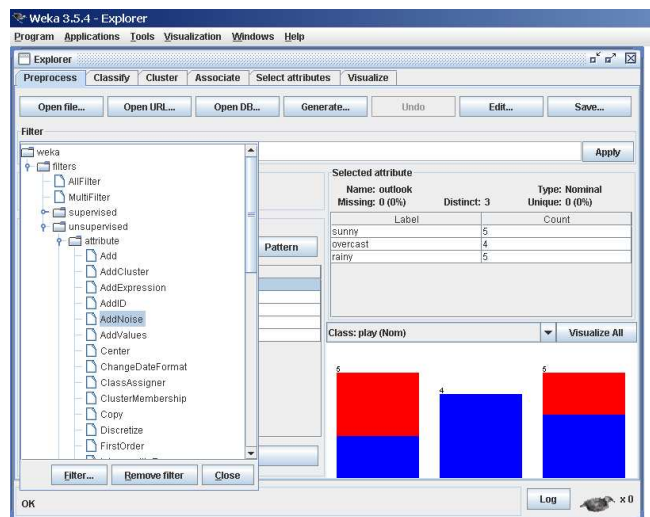 Weka 3.5.4 - Explorer
Program Applications Tools Visualization Windows Help
Explorer
Preprocess Classify Cluster Associate Select attributes Visualize
Open file... Open URL... Open DB... Generate... Undo Edit... Save...
Filter
Apply
weka
filters
AllFilter
MultiFilter
supervised
unsupervised
attribute
Add
AddCluster
AddExpression
AddID
AddNoise
AddValues
Center
ChangeDateFormat
ClassAssigner
ClusterMembership
Copy
Discretize
FirstOrder
Filter... Remove filter Close
Pattern
Selected attribute
Name: outlook Type: Nominal
Missing: 0 (0%) Distinct: 3 Unique: 0 (0%)
Label Count
sunny 5
overcast 4
rainy 5
Class: play (Nom) Visualize All
5 4 5
OK Log x 0